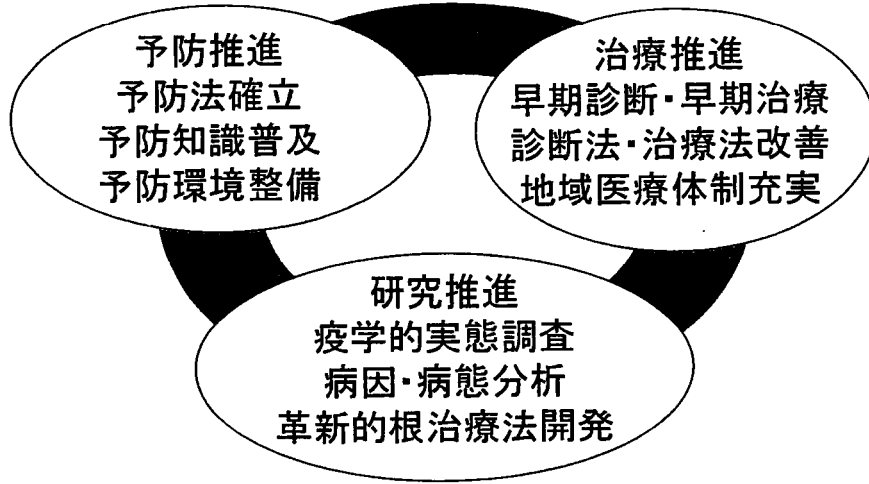 予防推進
予防法確立
予防知識普及
予防環境整備
治療推進
早期診断・早期治療
診断法・治療法改善
地域医療体制充実
研究推進
疫学的実態調査
病因・病態分析
革新的根治療法開発